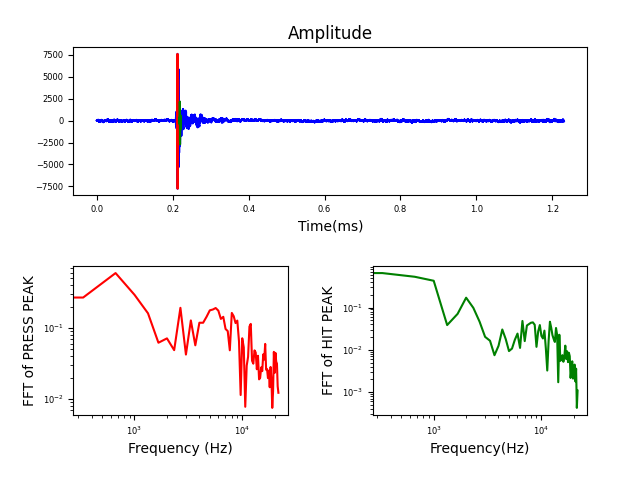 Amplitude
7500
5000
2500
0
−2500
−5000
−7500
0.0 0.2 0.4 0.6 0.8 1.0 1.2
Time(ms)
FFT of PRESS PEAK
10⁻¹
10⁻²
10³ 10⁴
Frequency (Hz)
FFT of HIT PEAK
10⁻¹
10⁻²
10⁻³
10³ 10⁴
Frequency(Hz)